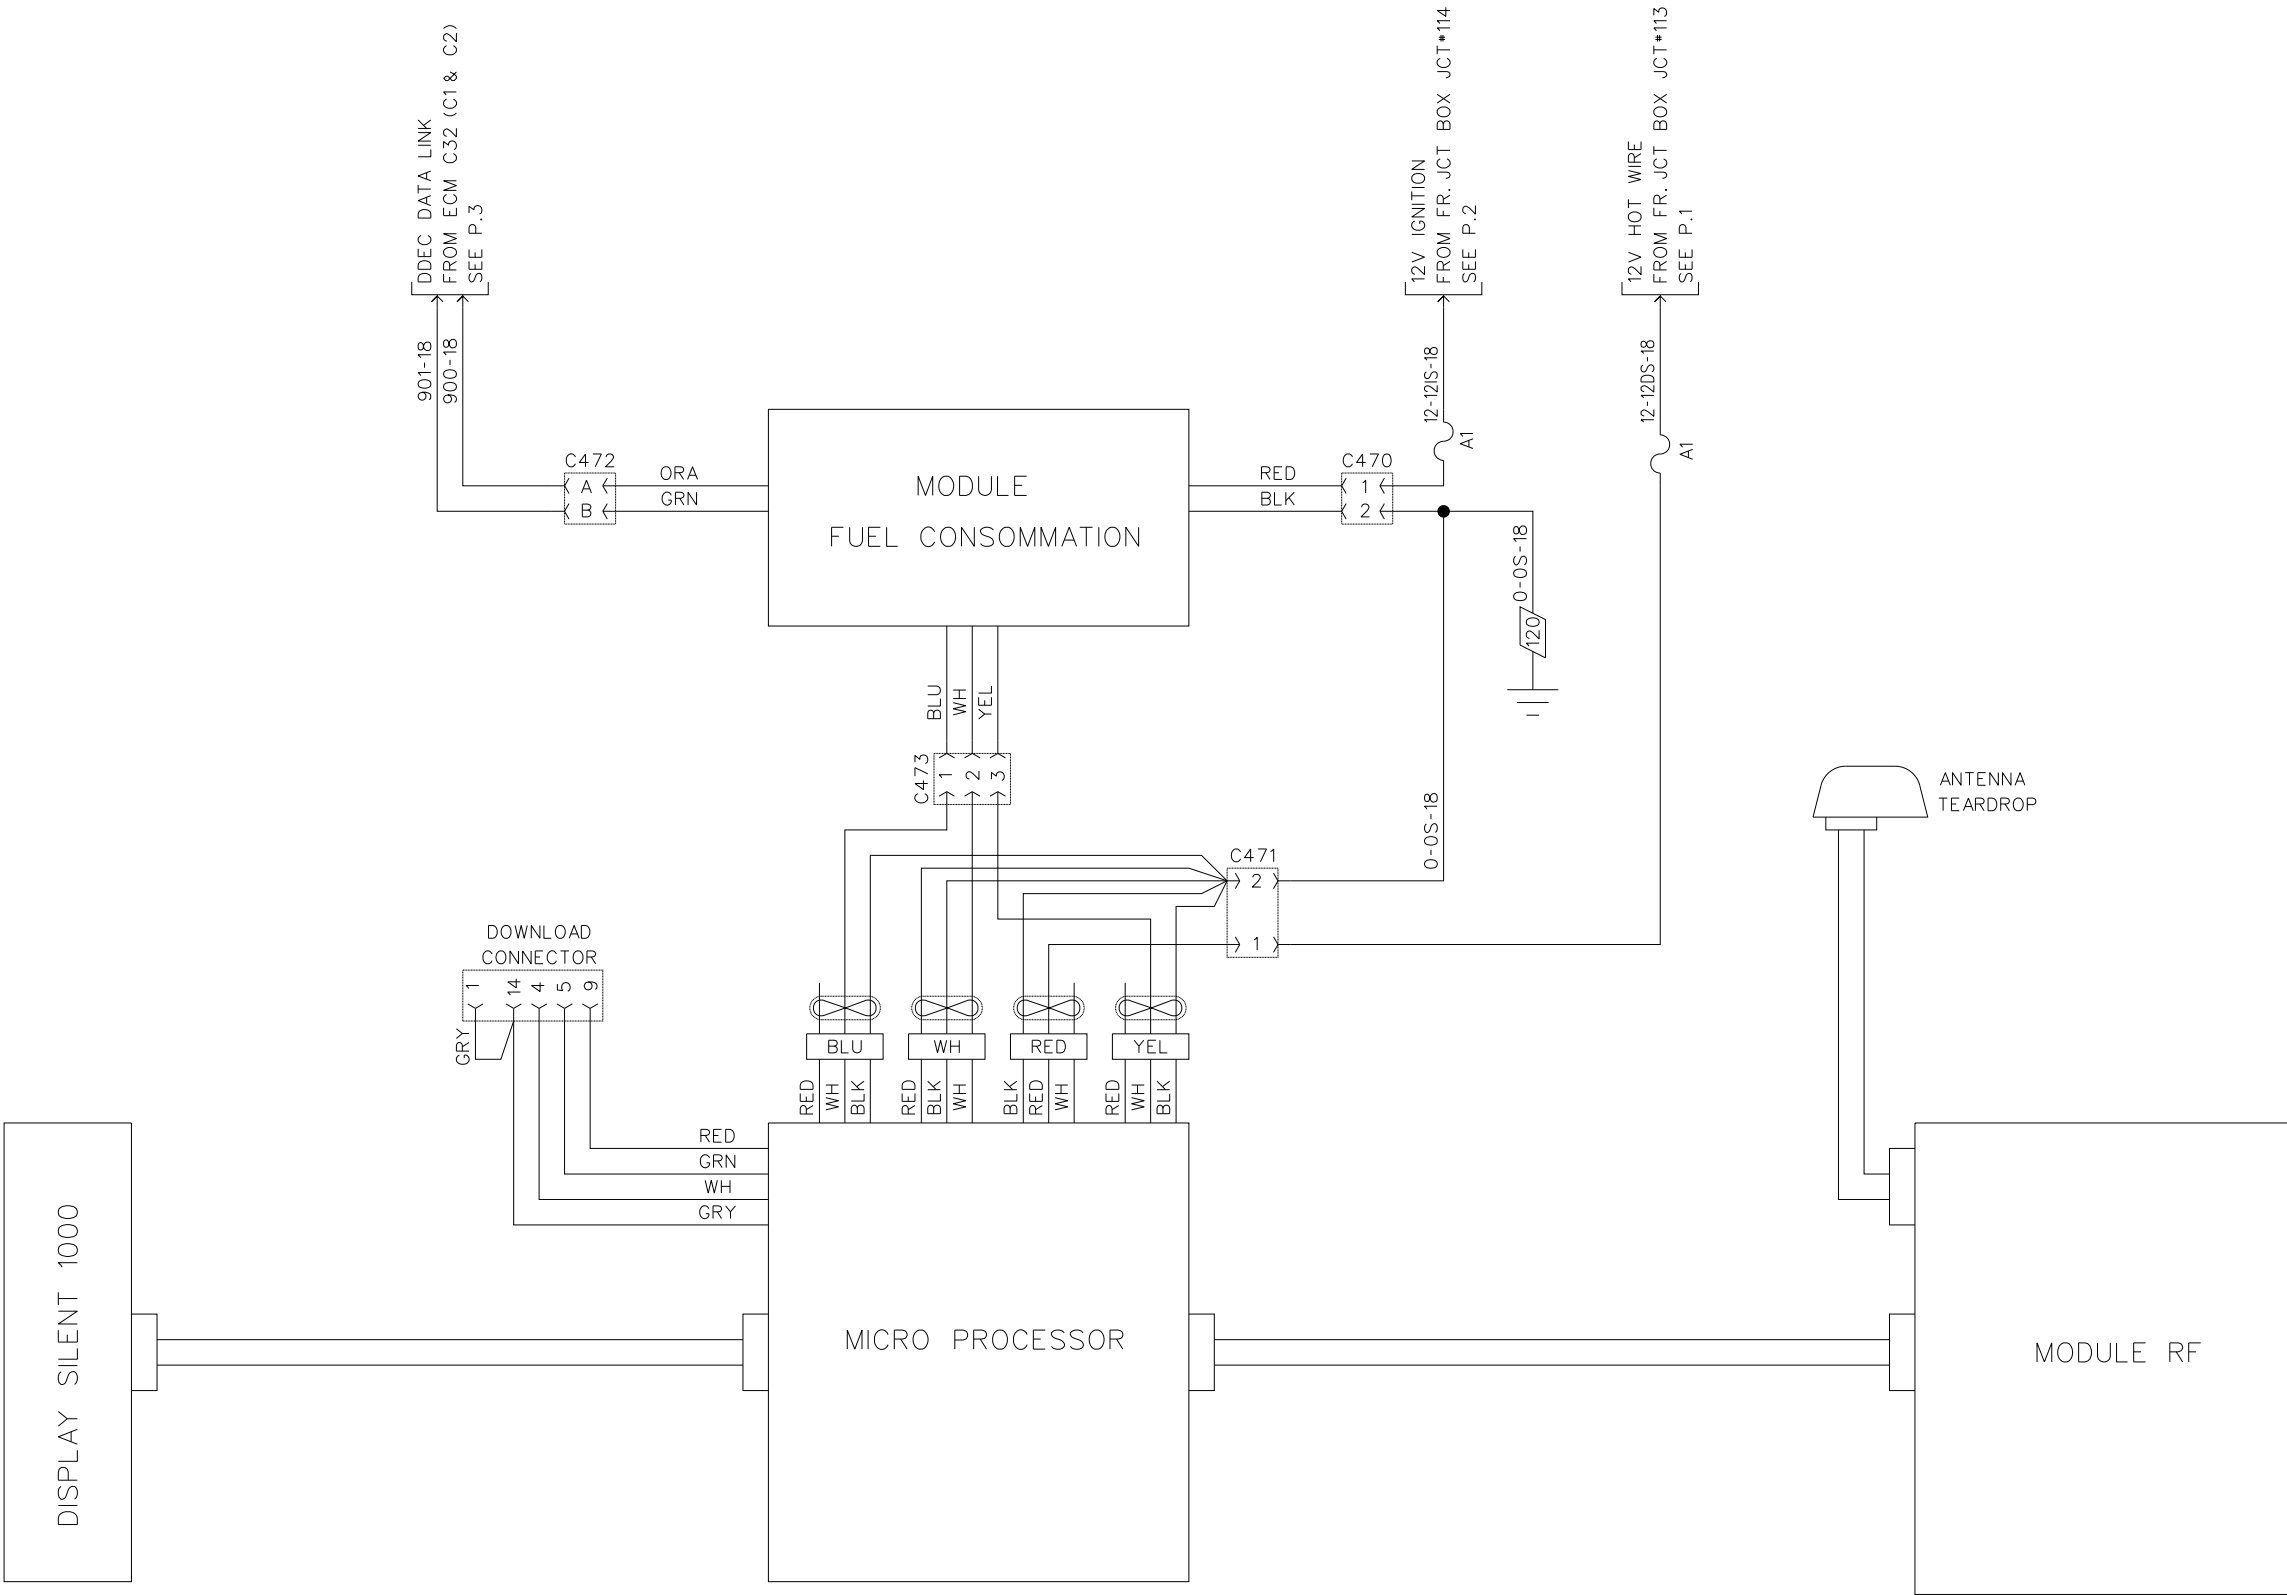 DDEC DATA LINK
FROM ECM C32 (C1 & C2)
SEE P.3
12V IGNITION
FROM FR. JCT BOX JCT*114
SEE P.2
12V HOT WIRE
FROM FR. JCT BOX JCT*113
SEE P.1
901-18
900-18
12-12IS-18
A1
12-12DS-18
A1
C472
A
B
ORA
GRN
MODULE
FUEL CONSOMMATION
RED
BLK
C470
1
2
0-0S-18
120
BLU
WH
YEL
C473
1
2
3
0-0S-18
C471
2
1
ANTENNA
TEARDROP
DOWNLOAD
CONNECTOR
1
14
4
5
9
GRY
BLU
WH
RED
YEL
RED
WH
BLK
RED
BLK
WH
BLK
RED
WH
RED
WH
BLK
RED
GRN
WH
GRY
DISPLAY SILENT 1000
MICRO PROCESSOR
MODULE RF